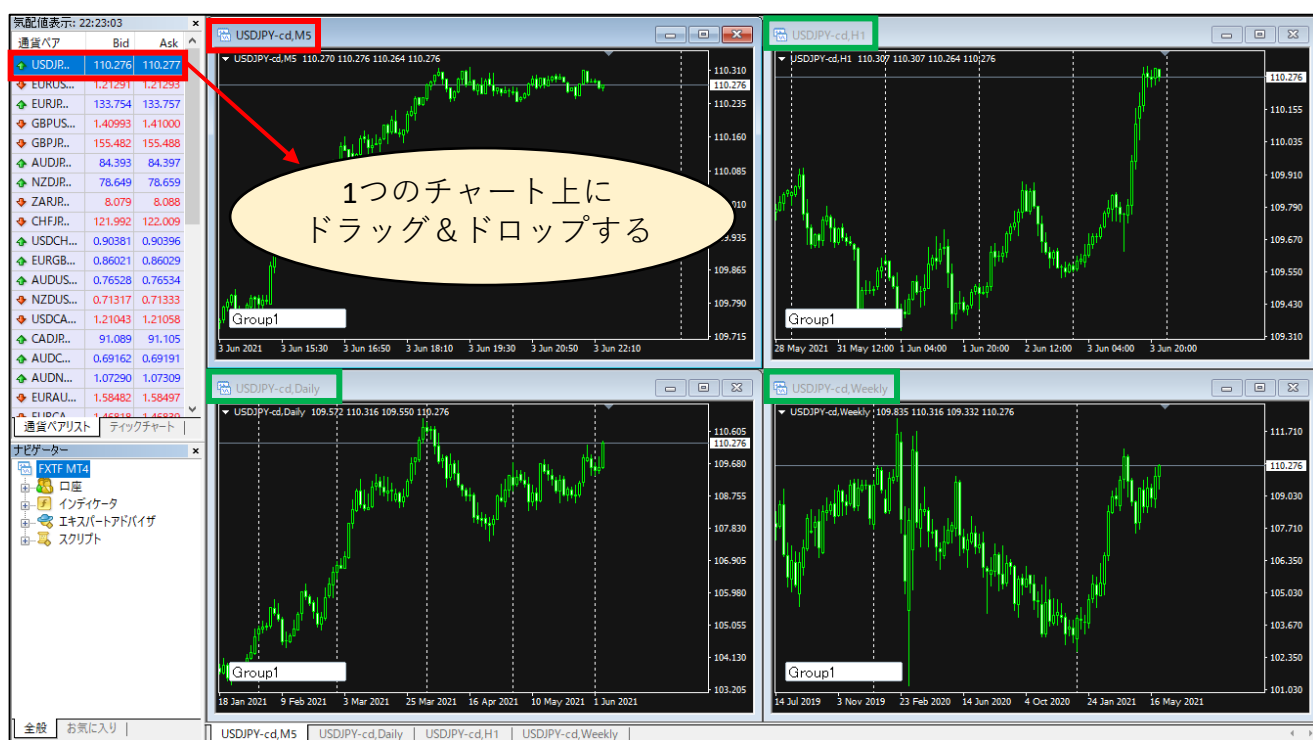 気配値表示: 22:23:03
通貨ペア Bid Ask
USDJP... 110.276 110.277
EURUS... 1.21291 1.21293
EURJP... 133.754 133.757
GBPUS... 1.40993 1.41000
GBPJP... 155.482 155.488
AUDJP... 84.393 84.397
NZDJP... 78.649 78.659
ZARJP... 8.079 8.088
CHFJP... 121.992 122.009
USDCH... 0.90381 0.90396
EURGB... 0.86021 0.86029
AUDUS... 0.76528 0.76534
NZDUS... 0.71317 0.71333
USDCA... 1.21043 1.21058
CADJP... 91.089 91.105
AUDC... 0.69162 0.69191
AUDN... 1.07290 1.07309
EURAU... 1.58482 1.58497
通貨ペアリスト ティックチャート
ナビゲーター
FXTF MT4
口座
インディケータ
エキスパートアドバイザ
スクリプト
全般 お気に入り
USDJPY-cd,M5
USDJPY-cd,M5 110.270 110.276 110.264 110.276
110.310
110.276
110.235
110.160
110.085
109.935
109.865
109.790
109.715
1つのチャート上に
ドラッグ&ドロップする
Group1
3 Jun 2021 3 Jun 15:30 3 Jun 16:50 3 Jun 18:10 3 Jun 19:30 3 Jun 20:50 3 Jun 22:10
USDJPY-cd,H1
USDJPY-cd,H1 110.307 110.307 110.264 110.276
110.276
110.155
110.035
109.910
109.790
109.670
109.550
109.430
109.310
Group1
28 May 2021 31 May 12:00 1 Jun 04:00 1 Jun 20:00 2 Jun 12:00 3 Jun 04:00 3 Jun 20:00
USDJPY-cd,Daily
USDJPY-cd,Daily 109.572 110.316 109.550 110.276
110.605
110.276
109.680
108.755
107.830
106.905
105.980
105.055
104.130
103.205
Group1
18 Jan 2021 9 Feb 2021 3 Mar 2021 25 Mar 2021 16 Apr 2021 10 May 2021 1 Jun 2021
USDJPY-cd,Weekly
USDJPY-cd,Weekly 109.835 110.316 109.332 110.276
111.710
110.276
109.030
107.710
106.350
105.030
103.670
102.350
101.030
Group1
14 Jul 2019 3 Nov 2019 23 Feb 2020 14 Jun 2020 4 Oct 2020 24 Jan 2021 16 May 2021
USDJPY-cd,M5 USDJPY-cd,Daily USDJPY-cd,H1 USDJPY-cd,Weekly